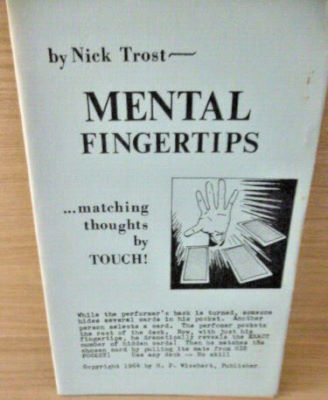 by Nick Trost—
MENTAL
FINGERTIPS
...matching
thoughts
by
TOUCH!
While the performer's back is turned, someone
hides several cards in his pocket. Another
person selects a card. The perfomer pockets
the rest of the deck. Now, with just his
fingertips, he dramatically reveals the EXACT
number of hidden cards! Then he matches the
chosen card by pulling its mate from HIS
POCKET! Use any deck -- No skill
Copyright 1964 by Publisher.